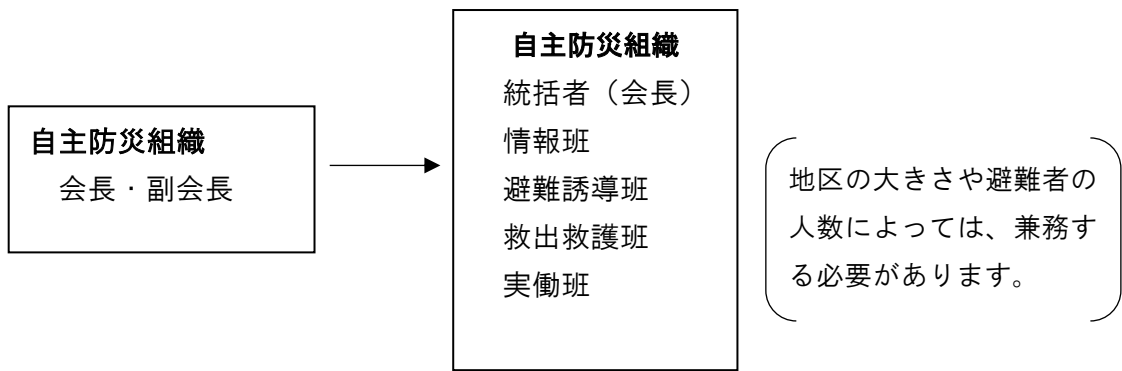 自主防災組織
会長・副会長
自主防災組織
統括者（会長）
情報班
避難誘導班
救出救護班
実働班
地区の大きさや避難者の
人数によっては、兼務す
る必要があります。